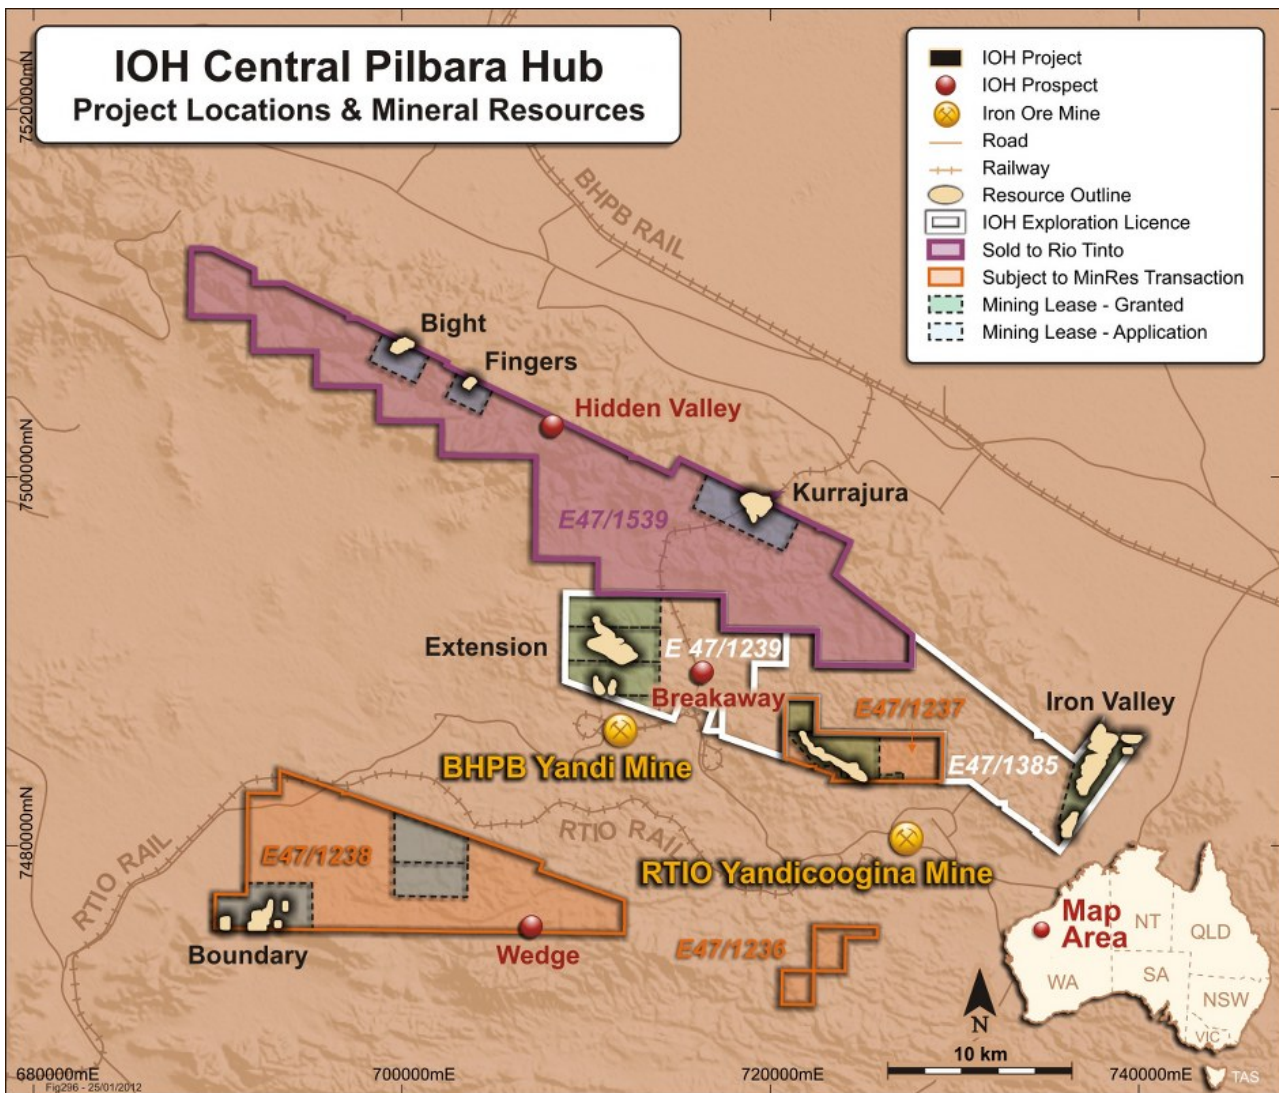 IOH Central Pilbara Hub
Project Locations & Mineral Resources
IOH Project
IOH Prospect
Iron Ore Mine
Road
Railway
Resource Outline
IOH Exploration Licence
Sold to Rio Tinto
Subject to MinRes Transaction
Mining Lease - Granted
Mining Lease - Application
7520000mN
BHPB RAIL
Bight
Fingers
Hidden Valley
7500000mN
Kurrajura
E47/1539
Extension
E 47/1239
Breakaway
E47/1237
Iron Valley
BHPB Yandi Mine
E47/1385
7480000mN
RTIO RAIL
RTIO RAIL
E47/1238
RTIO Yandicoogina Mine
Boundary
Wedge
E47/1236
Map
Area
NT
QLD
WA
SA
NSW
VIC
TAS
N
10 km
680000mE
700000mE
720000mE
740000mE
Fig296 - 25/01/2012